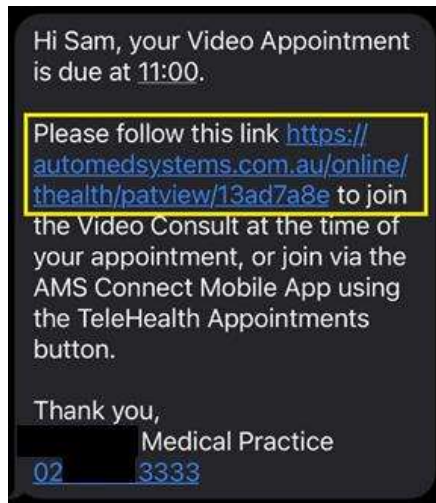 Hi Sam, your Video Appointment
is due at 11:00.
Please follow this link https://
automedsystems.com.au/online/
thealth/patview/13ad7a8e to join
the Video Consult at the time of
your appointment, or join via the
AMS Connect Mobile App using
the TeleHealth Appointments
button.
Thank you,
Medical Practice
02 3333